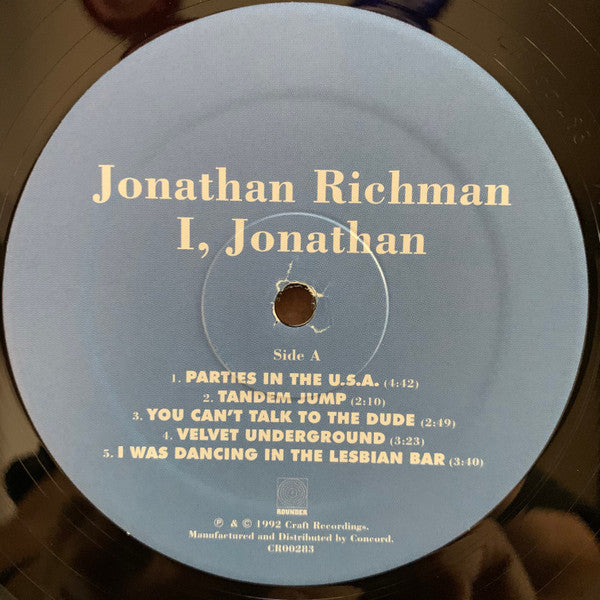 Jonathan Richman
I, Jonathan
Side A
1. PARTIES IN THE U.S.A. (4:42)
2. TANDEM JUMP (2:10)
3. YOU CAN'T TALK TO THE DUDE (2:49)
4. VELVET UNDERGROUND (3:23)
5. I WAS DANCING IN THE LESBIAN BAR (3:40)
ROUNDER
℗ & © 1992 Craft Recordings.
Manufactured and Distributed by Concord.
CR00283